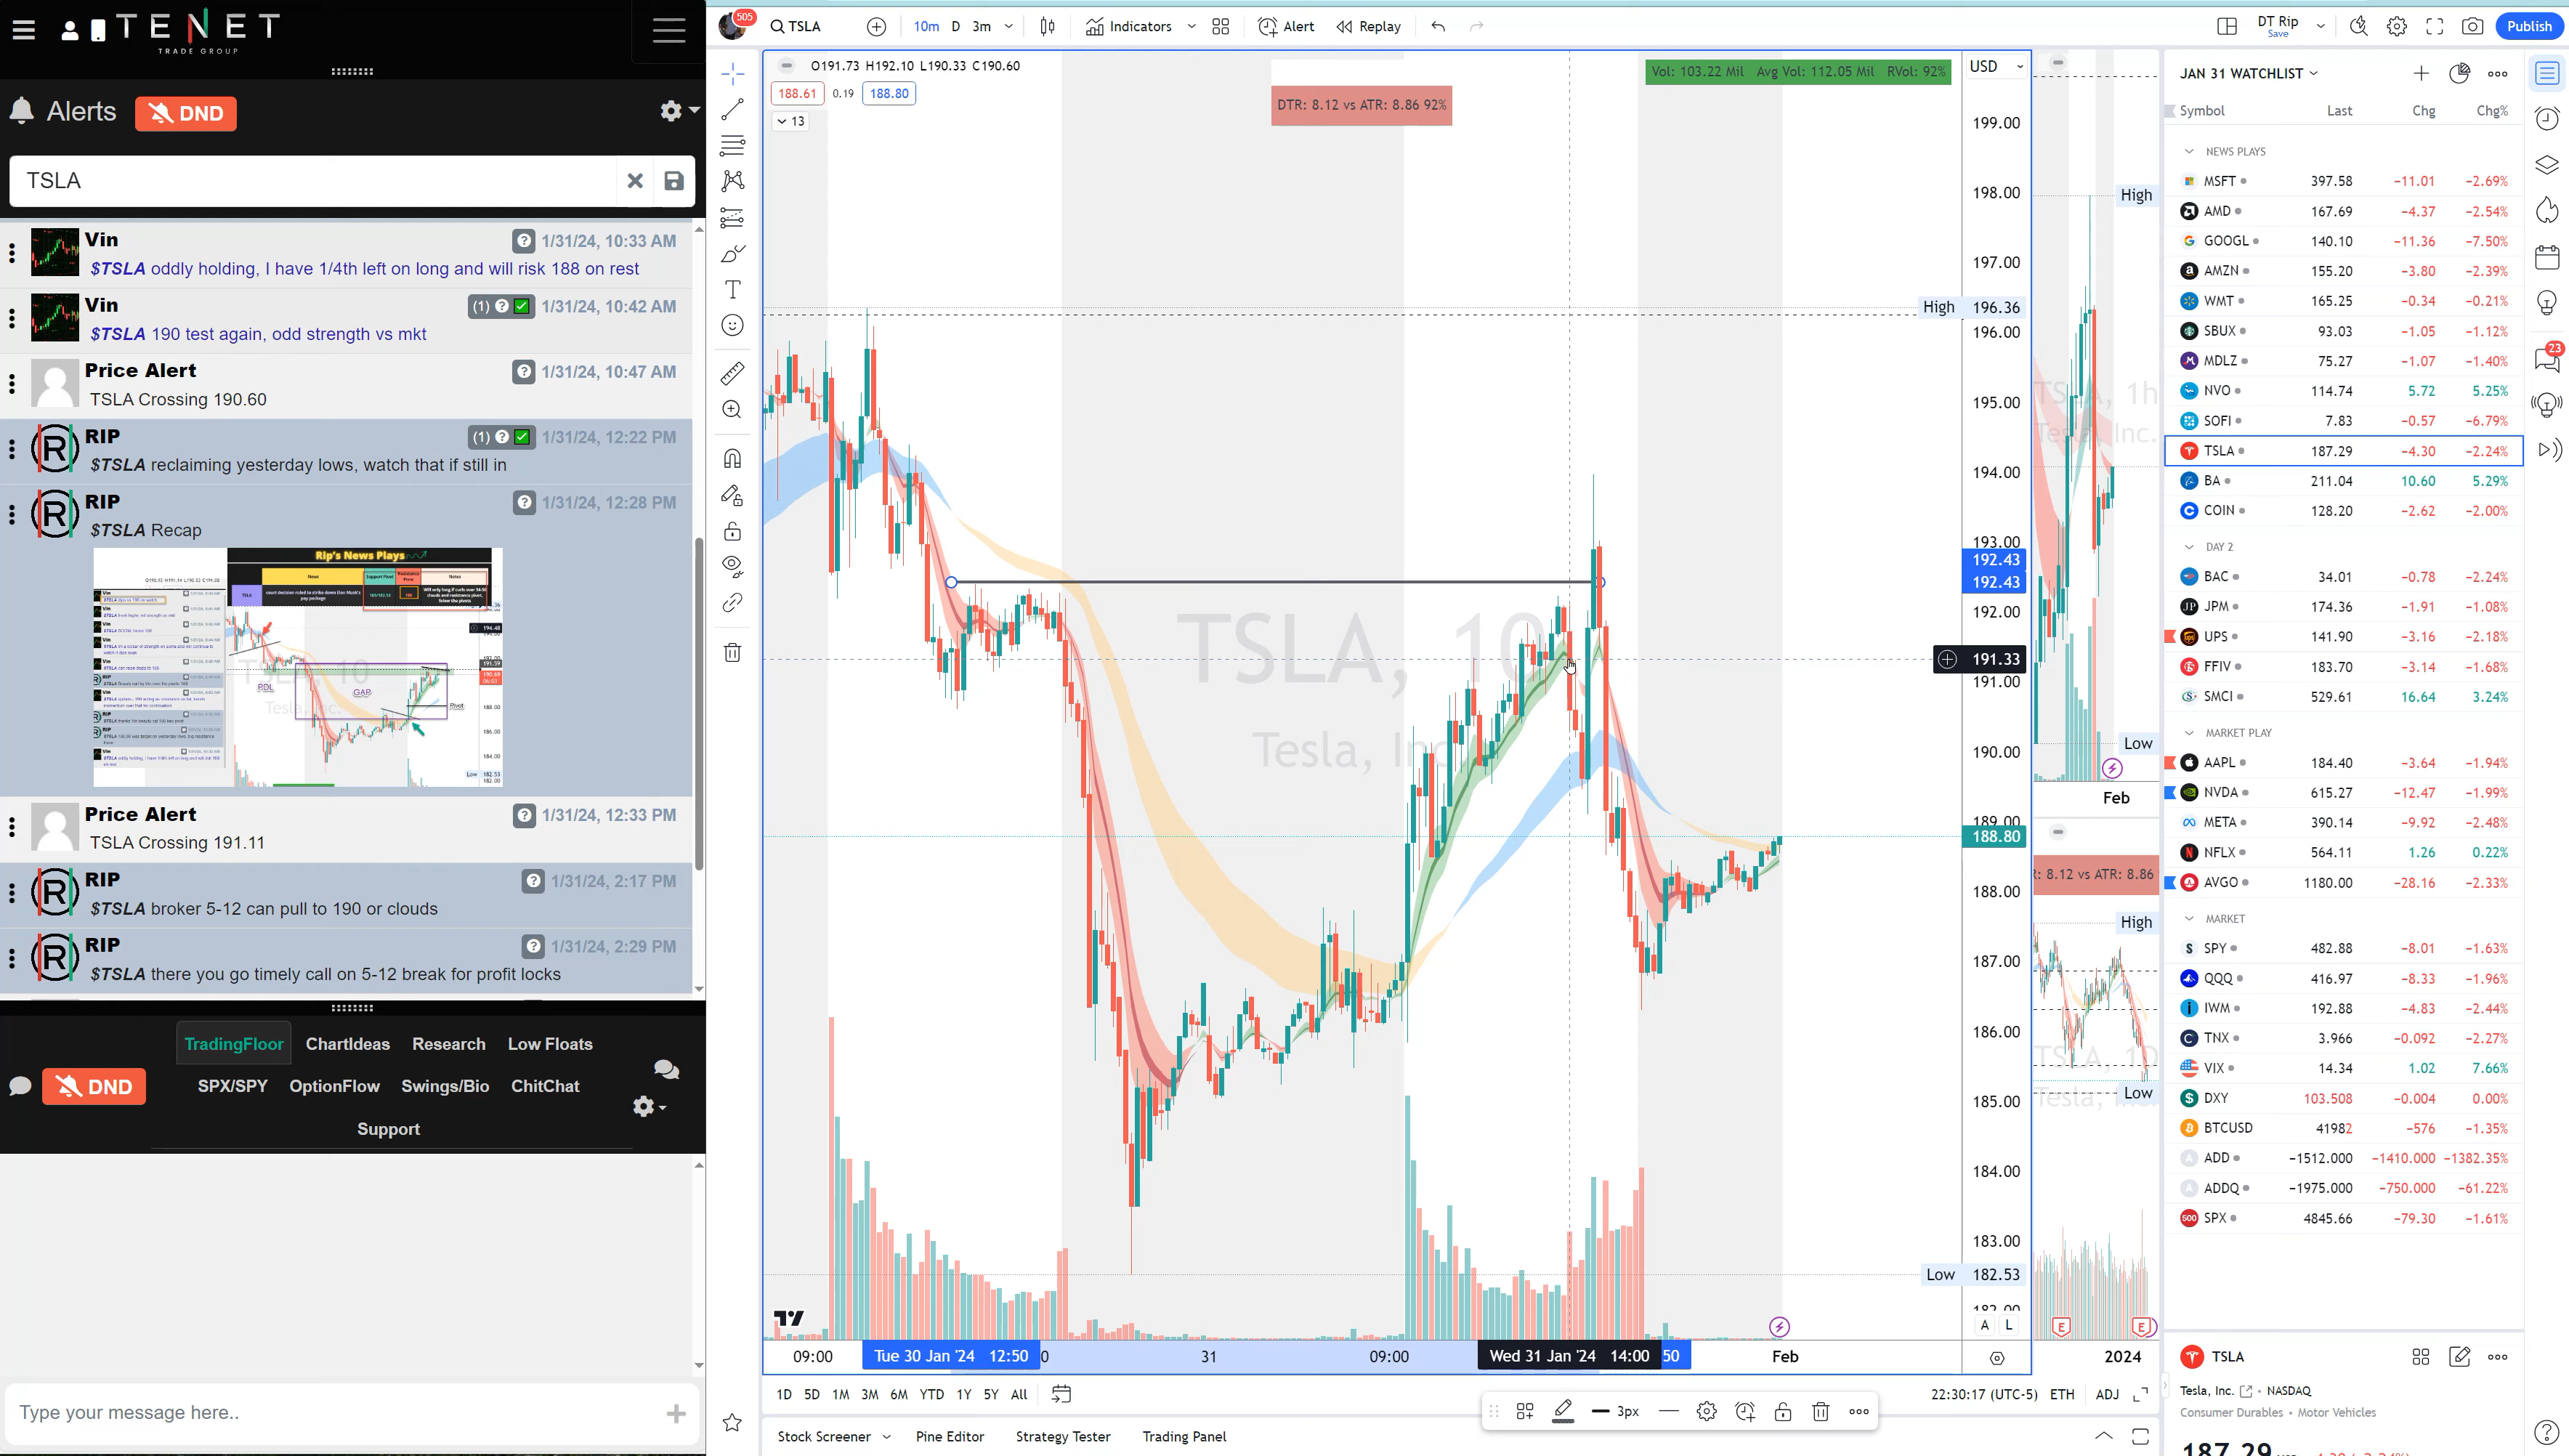 TENET
TRADE GROUP
Alerts
DND
TSLA
Vin
1/31/24, 10:33 AM
$TSLA oddly holding, I have 1/4th left on long and will risk 188 on rest
Vin
(1) 1/31/24, 10:42 AM
$TSLA 190 test again, odd strength vs mkt
Price Alert
1/31/24, 10:47 AM
TSLA Crossing 190.60
RIP
(1) 1/31/24, 12:22 PM
$TSLA reclaiming yesterday lows, watch that if still in
RIP
1/31/24, 12:28 PM
$TSLA Recap
Rip's News Plays
PDL
GAP
Pivot
Price Alert
1/31/24, 12:33 PM
TSLA Crossing 191.11
RIP
1/31/24, 2:17 PM
$TSLA broker 5-12 can pull to 190 or clouds
RIP
1/31/24, 2:29 PM
$TSLA there you go timely call on 5-12 break for profit locks
TradingFloor ChartIdeas Research Low Floats
DND
SPX/SPY OptionFlow Swings/Bio ChitChat
Support
Type your message here..
505
TSLA
10m D 3m
Indicators
Alert
Replay
DT Rip
Save
Publish
O191.73 H192.10 L190.33 C190.60
188.61 0.19 188.80
13
DTR: 8.12 vs ATR: 8.86 92%
Vol: 103.22 Mil Avg Vol: 112.05 Mil RVol: 92%
USD
199.00
198.00
197.00
High 196.36
196.00
195.00
194.00
193.00
192.43
192.43
192.00
191.33
191.00
190.00
189.00
188.80
188.00
187.00
186.00
185.00
184.00
183.00
Low 182.53
182.00
A L
TSLA, 10
Tesla, Inc.
09:00
Tue 30 Jan '24 12:50
0
31
09:00
Wed 31 Jan '24 14:00
50
Feb
1D 5D 1M 3M 6M YTD 1Y 5Y All
22:30:17 (UTC-5) ETH ADJ
3px
Stock Screener Pine Editor Strategy Tester Trading Panel
High
Low
Feb
: 8.12 vs ATR: 8.86
High
Low
E
E
2024
JAN 31 WATCHLIST
Symbol Last Chg Chg%
NEWS PLAYS
MSFT 397.58 −11.01 −2.69%
AMD 167.69 −4.37 −2.54%
GOOGL 140.10 −11.36 −7.50%
AMZN 155.20 −3.80 −2.39%
WMT 165.25 −0.34 −0.21%
SBUX 93.03 −1.05 −1.12%
MDLZ 75.27 −1.07 −1.40%
NVO 114.74 5.72 5.25%
SOFI 7.83 −0.57 −6.79%
TSLA 187.29 −4.30 −2.24%
BA 211.04 10.60 5.29%
COIN 128.20 −2.62 −2.00%
DAY 2
BAC 34.01 −0.78 −2.24%
JPM 174.36 −1.91 −1.08%
UPS 141.90 −3.16 −2.18%
FFIV 183.70 −3.14 −1.68%
SMCI 529.61 16.64 3.24%
MARKET PLAY
AAPL 184.40 −3.64 −1.94%
NVDA 615.27 −12.47 −1.99%
META 390.14 −9.92 −2.48%
NFLX 564.11 1.26 0.22%
AVGO 1180.00 −28.16 −2.33%
MARKET
SPY 482.88 −8.01 −1.63%
QQQ 416.97 −8.33 −1.96%
IWM 192.88 −4.83 −2.44%
TNX 3.966 −0.092 −2.27%
VIX 14.34 1.02 7.66%
DXY 103.508 −0.004 0.00%
BTCUSD 41982 −576 −1.35%
ADD −1512.000 −1410.000 −1382.35%
ADDQ −1975.000 −750.000 −61.22%
SPX 4845.66 −79.30 −1.61%
TSLA
Tesla, Inc. • NASDAQ
Consumer Durables • Motor Vehicles
187.29
23